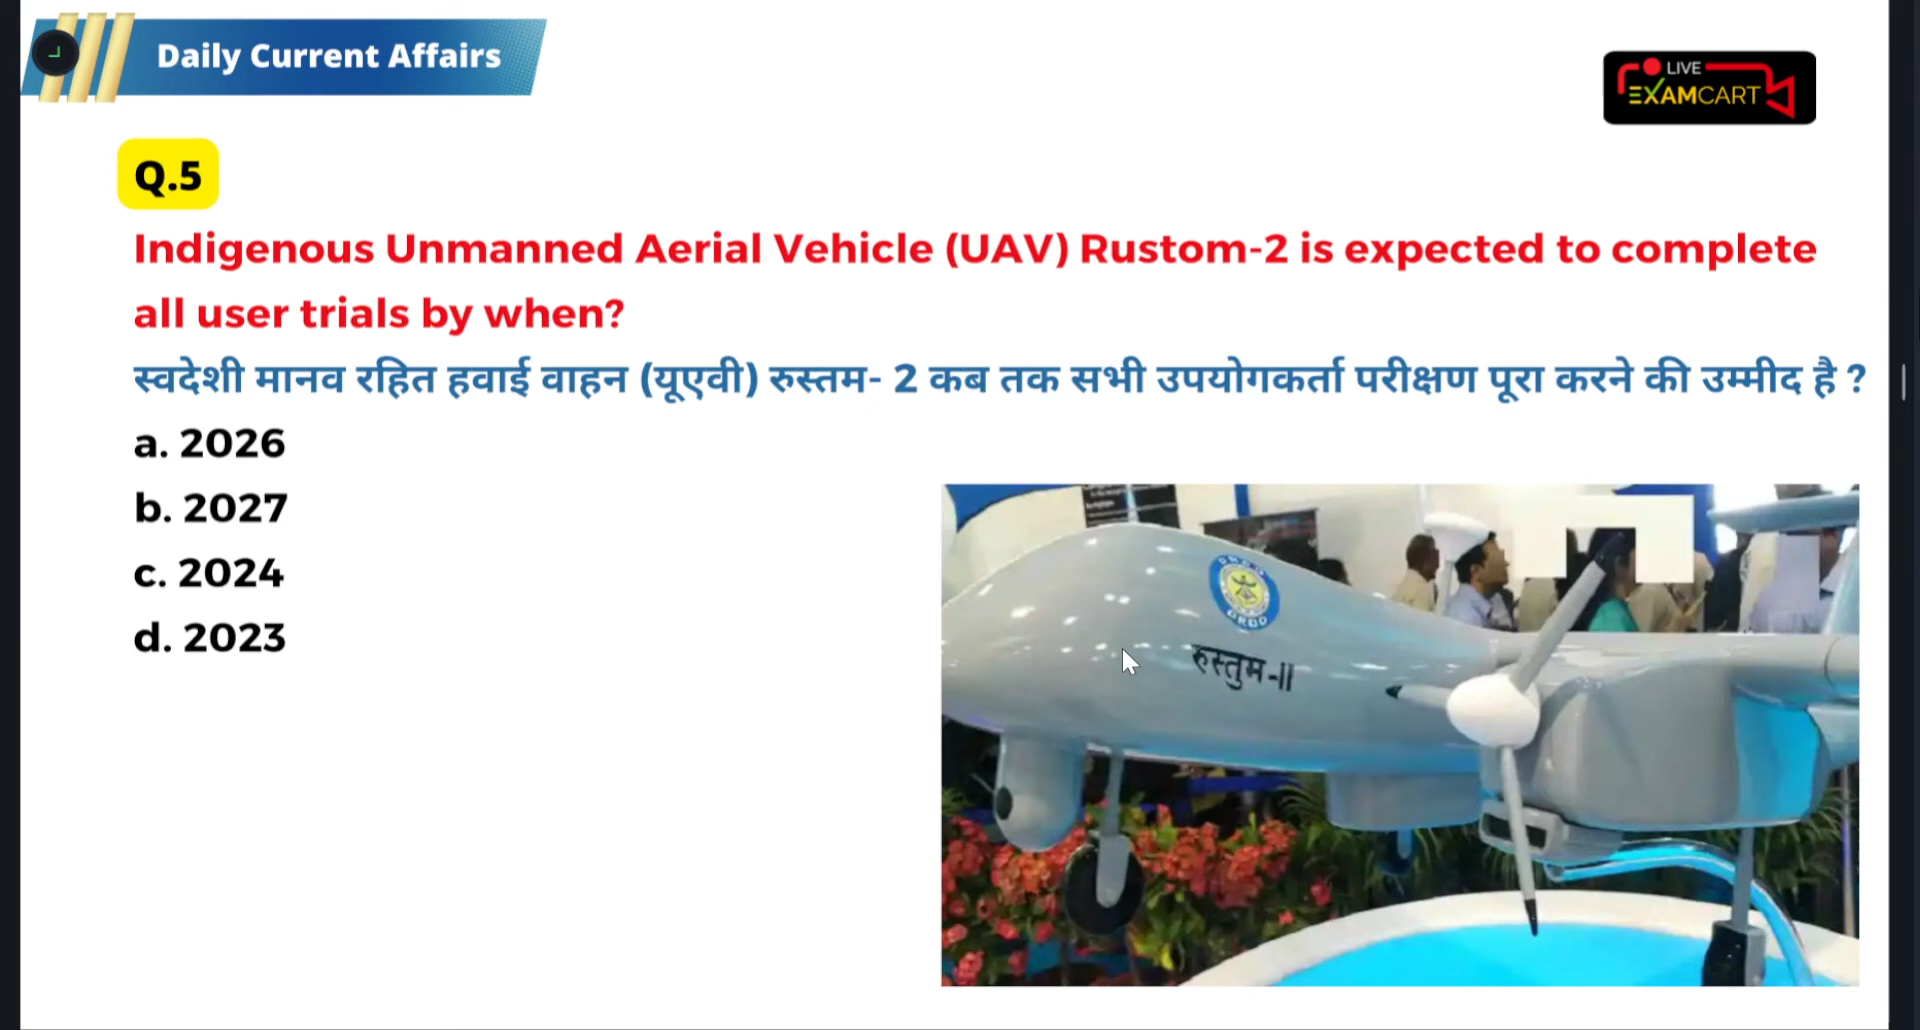 Daily Current Affairs
LIVE
EXAMCART
Q.5
Indigenous Unmanned Aerial Vehicle (UAV) Rustom-2 is expected to complete
all user trials by when?
स्वदेशी मानव रहित हवाई वाहन (यूएवी) रुस्तम- 2 कब तक सभी उपयोगकर्ता परीक्षण पूरा करने की उम्मीद है ?
a. 2026
b. 2027
c. 2024
d. 2023
DRDO
रुस्तुम-II